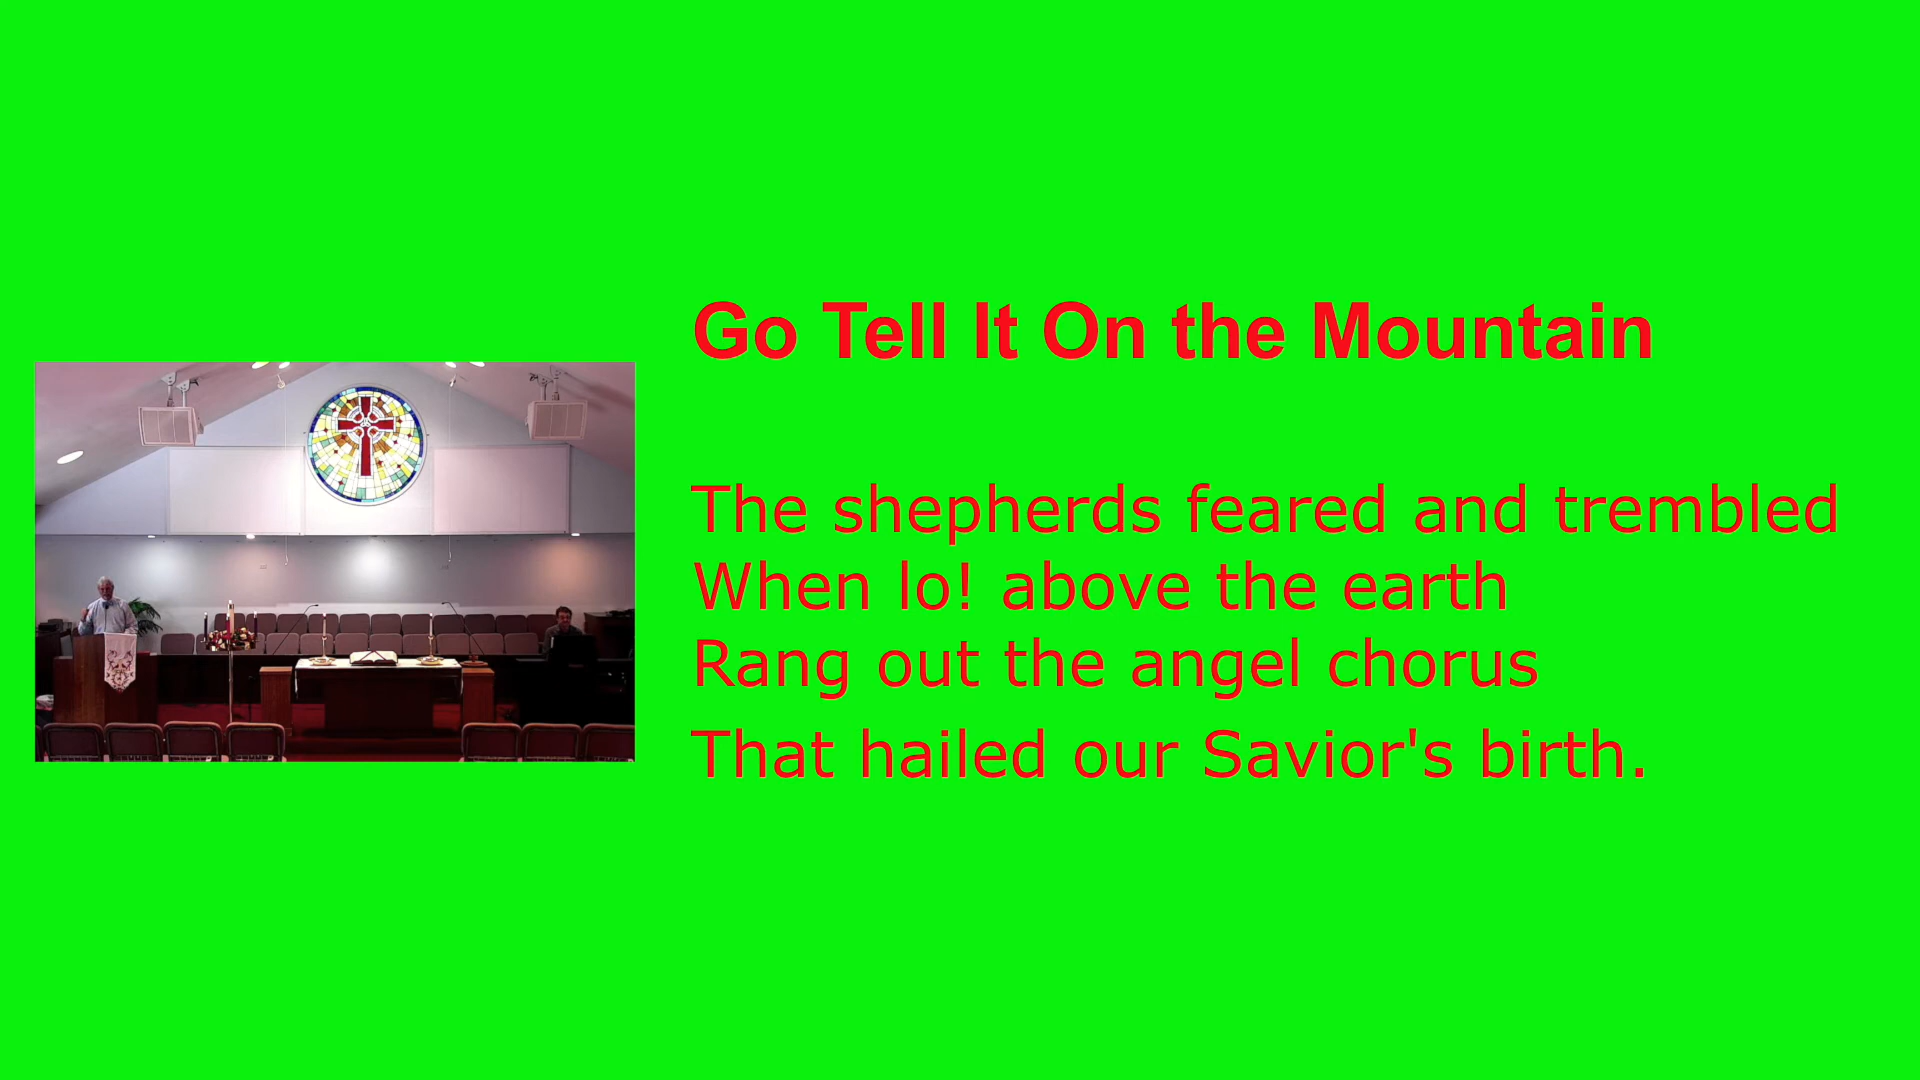 Go Tell It On the Mountain
The shepherds feared and trembled
When lo! above the earth
Rang out the angel chorus
That hailed our Savior's birth.